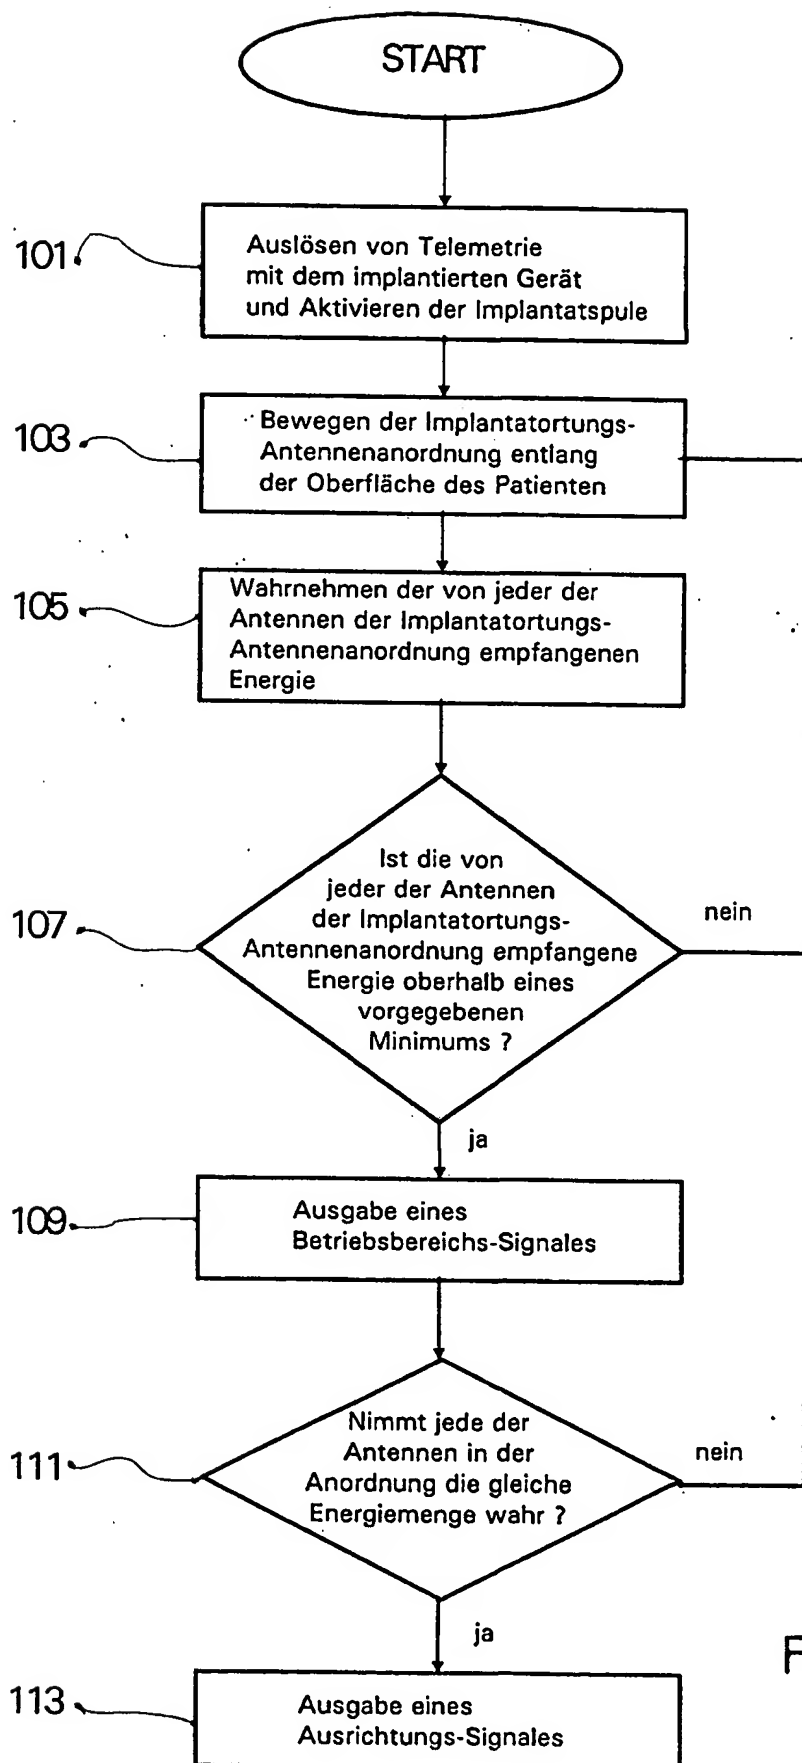 START
101
Auslösen von Telemetrie
mit dem implantierten Gerät
und Aktivieren der Implantatspule
103
Bewegen der Implantatortungs-
Antennenanordnung entlang
der Oberfläche des Patienten
105
Wahrnehmen der von jeder der
Antennen der Implantatortungs-
Antennenanordnung empfangenen
Energie
107
Ist die von
jeder der Antennen
der Implantatortungs-
Antennenanordnung empfangene
Energie oberhalb eines
vorgegebenen
Minimums ?
nein
ja
109
Ausgabe eines
Betriebsbereichs-Signales
111
Nimmt jede der
Antennen in der
Anordnung die gleiche
Energiemenge wahr ?
nein
ja
F
113
Ausgabe eines
Ausrichtungs-Signales